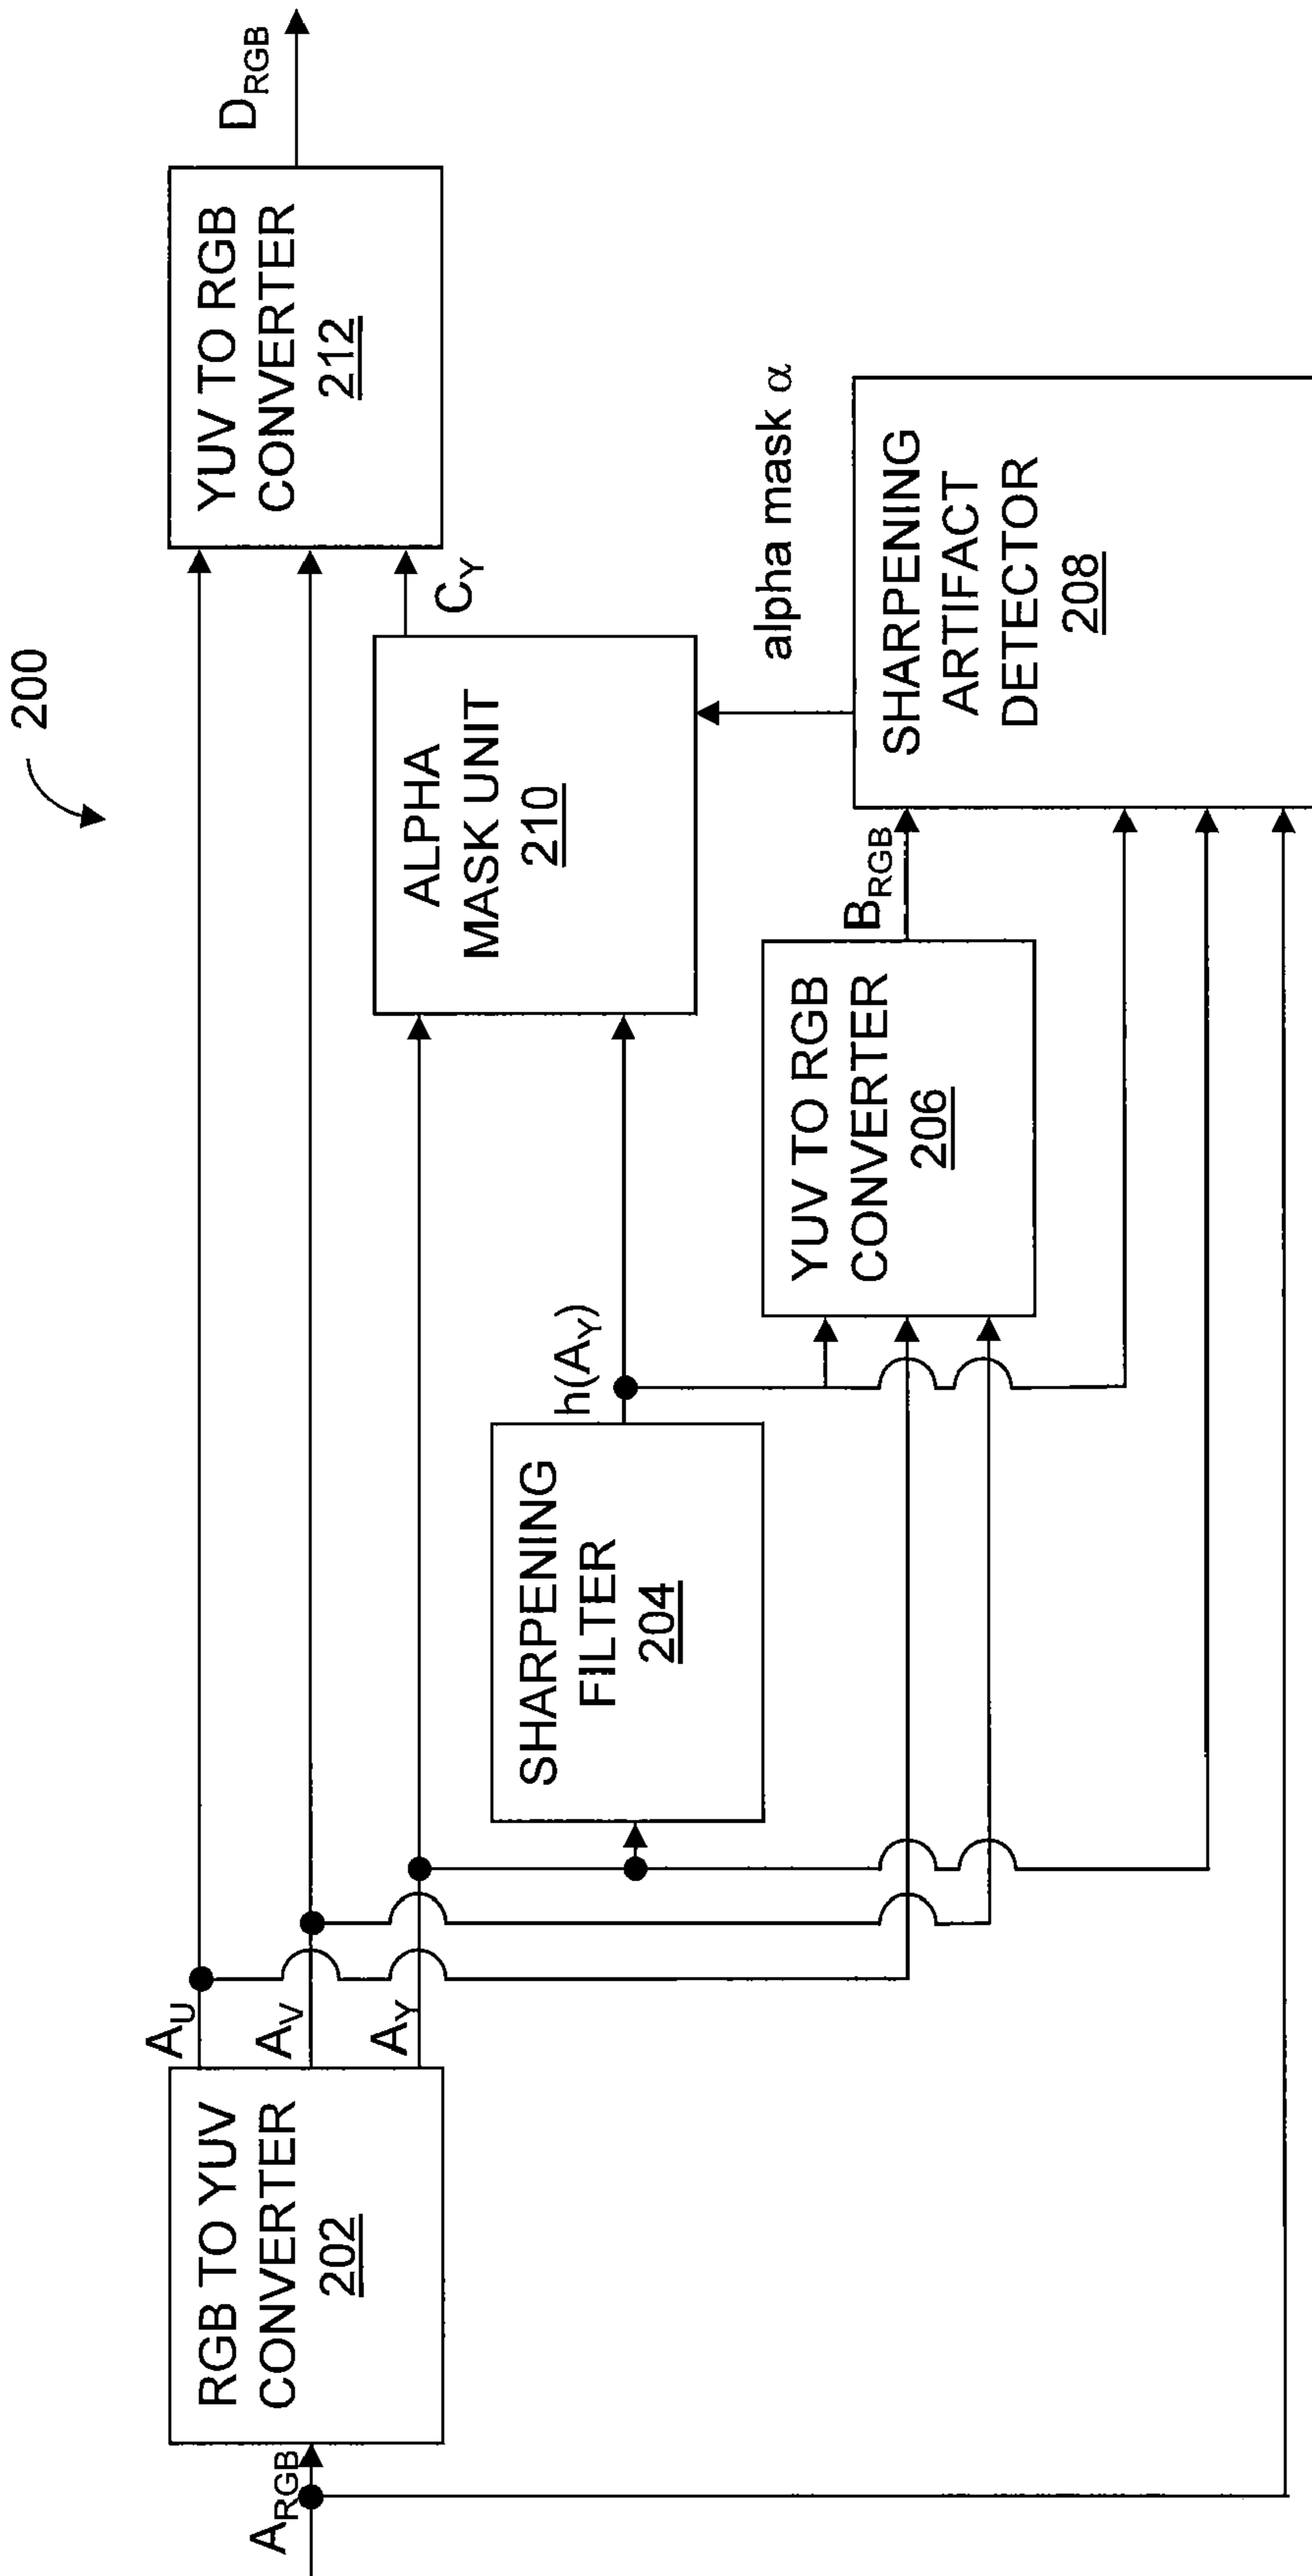 200
A_RGB
RGB TO YUV
CONVERTER
202
A_U
A_V
A_Y
SHARPENING
FILTER
204
h(A_Y)
YUV TO RGB
CONVERTER
206
B_RGB
ALPHA
MASK UNIT
210
C_Y
alpha mask α
SHARPENING
ARTIFACT
DETECTOR
208
YUV TO RGB
CONVERTER
212
D_RGB